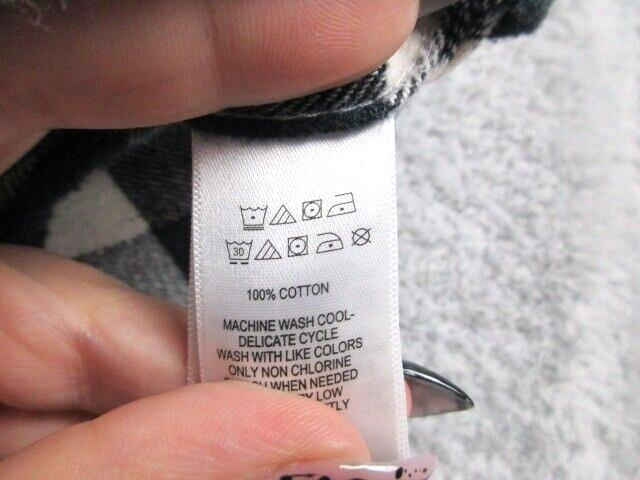 30
100% COTTON
MACHINE WASH COOL-
DELICATE CYCLE
WASH WITH LIKE COLORS
ONLY NON CHLORINE
WHEN NEEDED
LOW